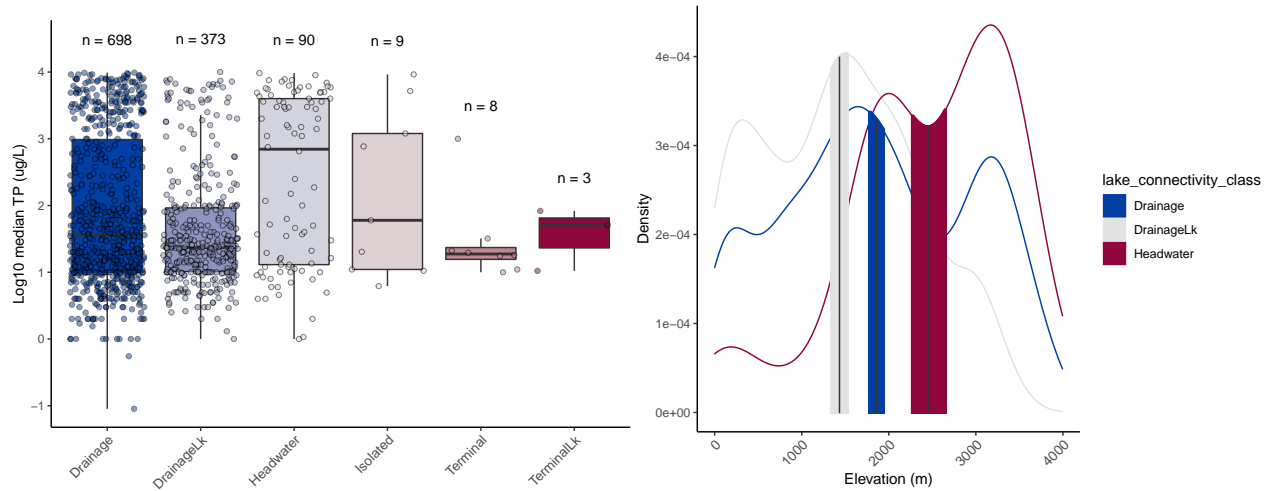 n = 698
n = 373
n = 90
n = 9
n = 8
n = 3
Log10 median TP (ug/L)
4
3
2
1
0
−1
Drainage
DrainageLk
Headwater
Isolated
Terminal
TerminalLk
Density
4e−04
3e−04
2e−04
1e−04
0e+00
0
1000
2000
3000
4000
Elevation (m)
lake_connectivity_class
Drainage
DrainageLk
Headwater